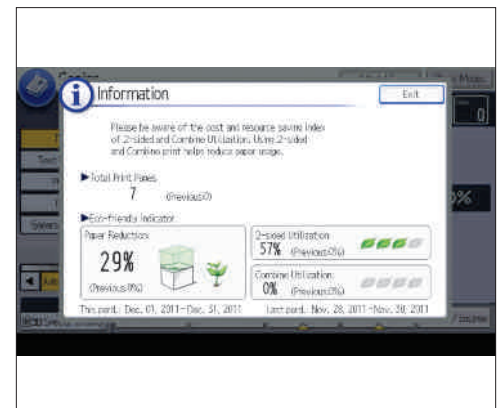 Information
Exit
Please be aware of the cost and resource saving index
of 2-sided and Combine Utilization. Using 2-sided
and Combine print helps reduce paper usage.
▶Total Print Pages
7 (Previous:0)
▶Eco-friendly Indicator
Paper Reduction
29%
(Previous:0%)
2-sided Utilization
57% (Previous:0%)
Combine Utilization
0% (Previous:0%)
This perd.: Dec. 01, 2011-Dec. 31, 2011
Last perd.: Nov. 28, 2011-Nov. 30, 2011
0